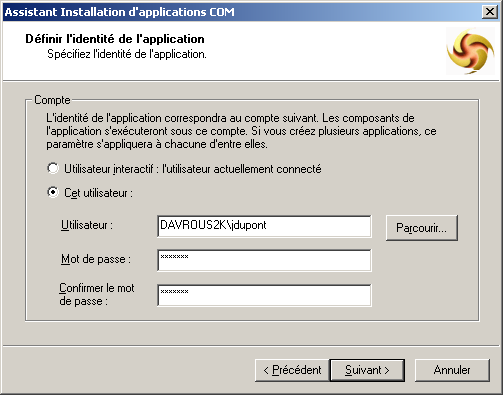 Assistant Installation d'applications COM
Définir l'identité de l'application
Spécifiez l'identité de l'application.
Compte
L'identité de l'application correspondra au compte suivant. Les composants de
l'application s'exécuteront sous ce compte. Si vous créez plusieurs applications, ce
paramètre s'appliquera à chacune d'entre elles.
Utilisateur interactif : l'utilisateur actuellement connecté
Cet utilisateur :
Utilisateur :
DAVROUS2K\jdupont
Parcourir...
Mot de passe :
*******
Confirmer le mot
de passe :
*******
< Précédent
Suivant >
Annuler